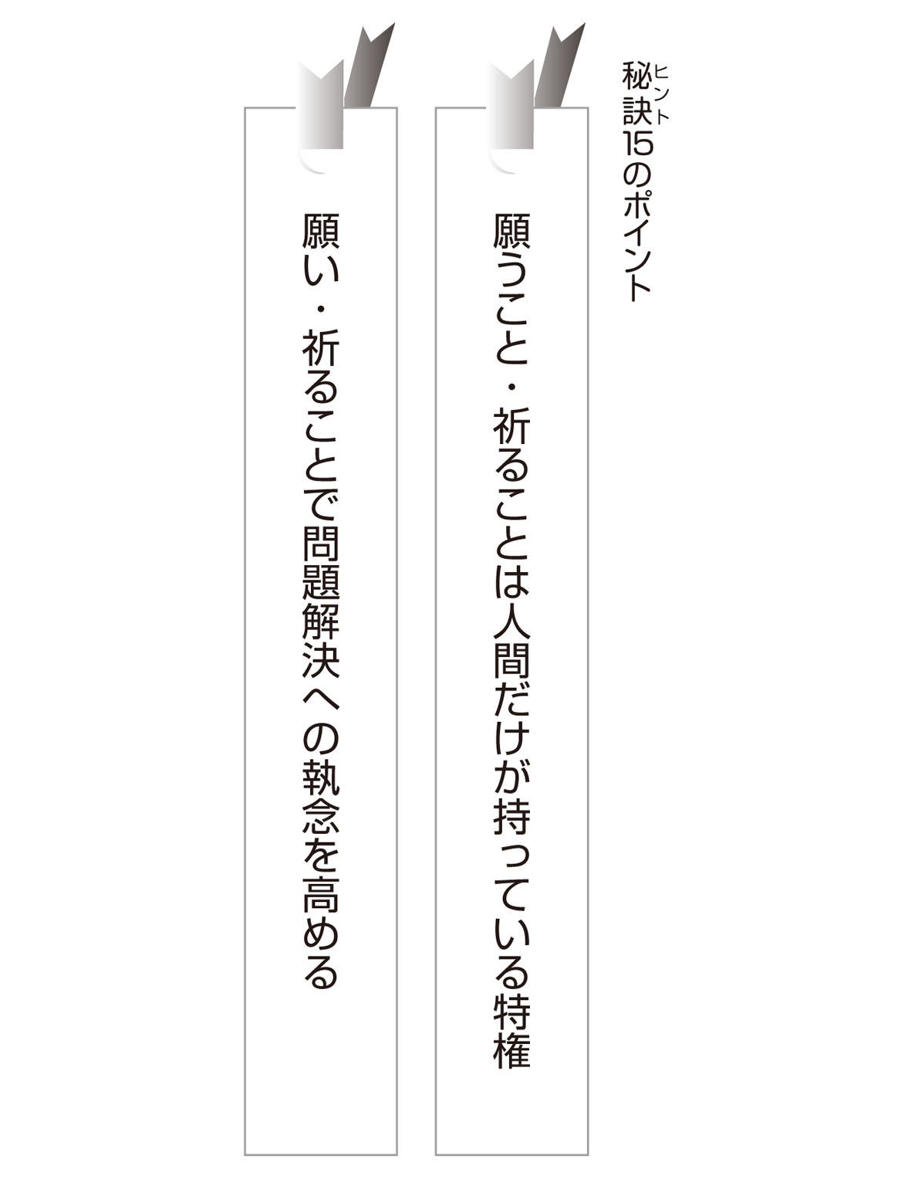 秘訣15のポイント
ヒント
願うこと・祈ることは人間だけが持っている特権
願い・祈ることで問題解決への執念を高める